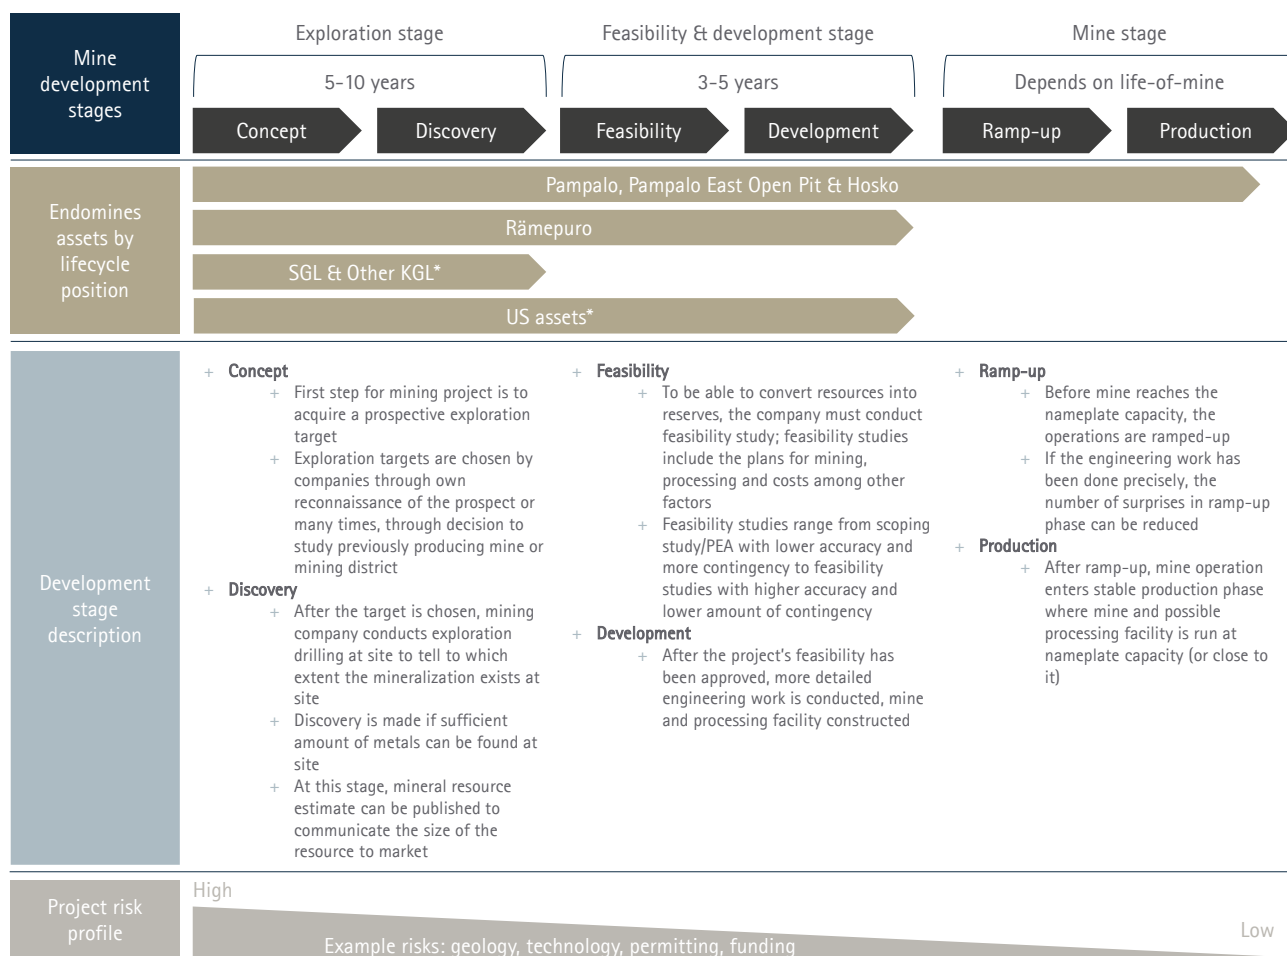 Mine
development
stages
Exploration stage
Feasibility & development stage
Mine stage
5-10 years
3-5 years
Depends on life-of-mine
Concept
Discovery
Feasibility
Development
Ramp-up
Production
Endomines
assets by
lifecycle
position
Pampalo, Pampalo East Open Pit & Hosko
Rämepuro
SGL & Other KGL*
US assets*
Development
stage
description
+ Concept
+ First step for mining project is to
acquire a prospective exploration
target
+ Exploration targets are chosen by
companies through own
reconnaissance of the prospect or
many times, through decision to
study previously producing mine or
mining district
+ Discovery
+ After the target is chosen, mining
company conducts exploration
drilling at site to tell to which
extent the mineralization exists at
site
+ Discovery is made if sufficient
amount of metals can be found at
site
+ At this stage, mineral resource
estimate can be published to
communicate the size of the
resource to market
+ Feasibility
+ To be able to convert resources into
reserves, the company must conduct
feasibility study; feasibility studies
include the plans for mining,
processing and costs among other
factors
+ Feasibility studies range from scoping
study/PEA with lower accuracy and
more contingency to feasibility
studies with higher accuracy and
lower amount of contingency
+ Development
+ After the project's feasibility has
been approved, more detailed
engineering work is conducted, mine
and processing facility constructed
+ Ramp-up
+ Before mine reaches the
nameplate capacity, the
operations are ramped-up
+ If the engineering work has
been done precisely, the
number of surprises in ramp-up
phase can be reduced
+ Production
+ After ramp-up, mine operation
enters stable production phase
where mine and possible
processing facility is run at
nameplate capacity (or close to
it)
Project risk
profile
High
Example risks: geology, technology, permitting, funding
Low